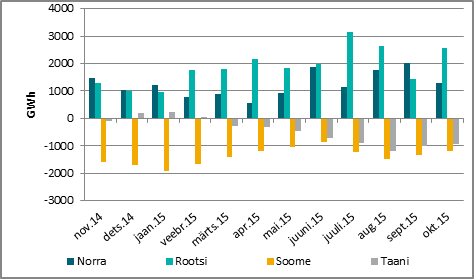 4000
3000
2000
1000
0
-1000
-2000
-3000
GWh
nov.14
dets.14
jaan.15
veebr.15
märts.15
apr.15
mai.15
juuni.15
juuli.15
aug.15
sept.15
okt.15
Norra
Rootsi
Soome
Taani